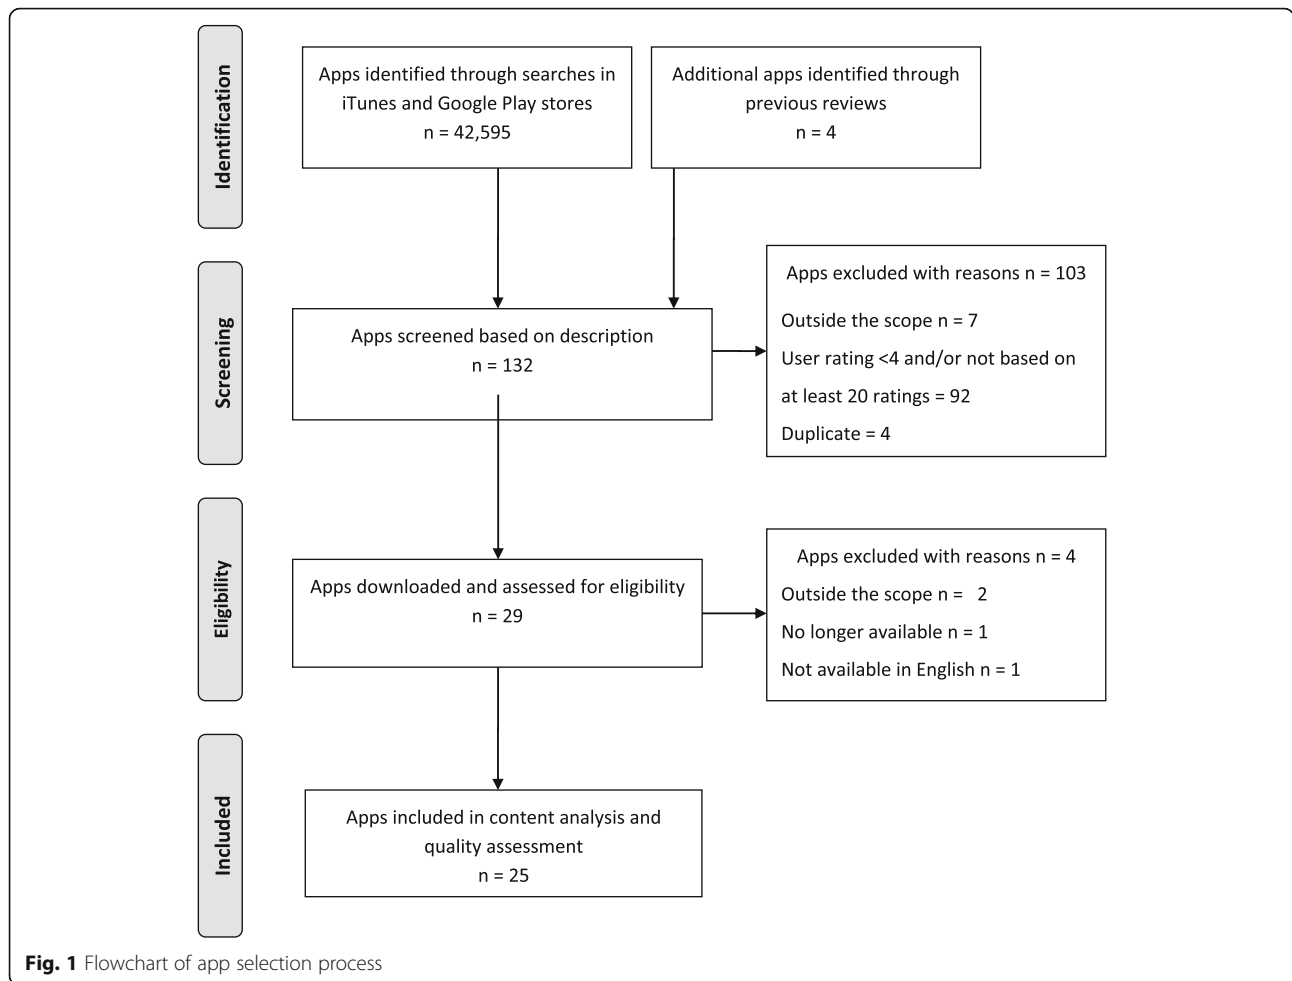 Identification
Apps identified through searches in
iTunes and Google Play stores
n = 42,595
Additional apps identified through
previous reviews
n = 4
Screening
Apps screened based on description
n = 132
Apps excluded with reasons n = 103
Outside the scope n = 7
User rating <4 and/or not based on
at least 20 ratings = 92
Duplicate = 4
Eligibility
Apps downloaded and assessed for eligibility
n = 29
Apps excluded with reasons n = 4
Outside the scope n = 2
No longer available n = 1
Not available in English n = 1
Included
Apps included in content analysis and
quality assessment
n = 25
Fig. 1 Flowchart of app selection process